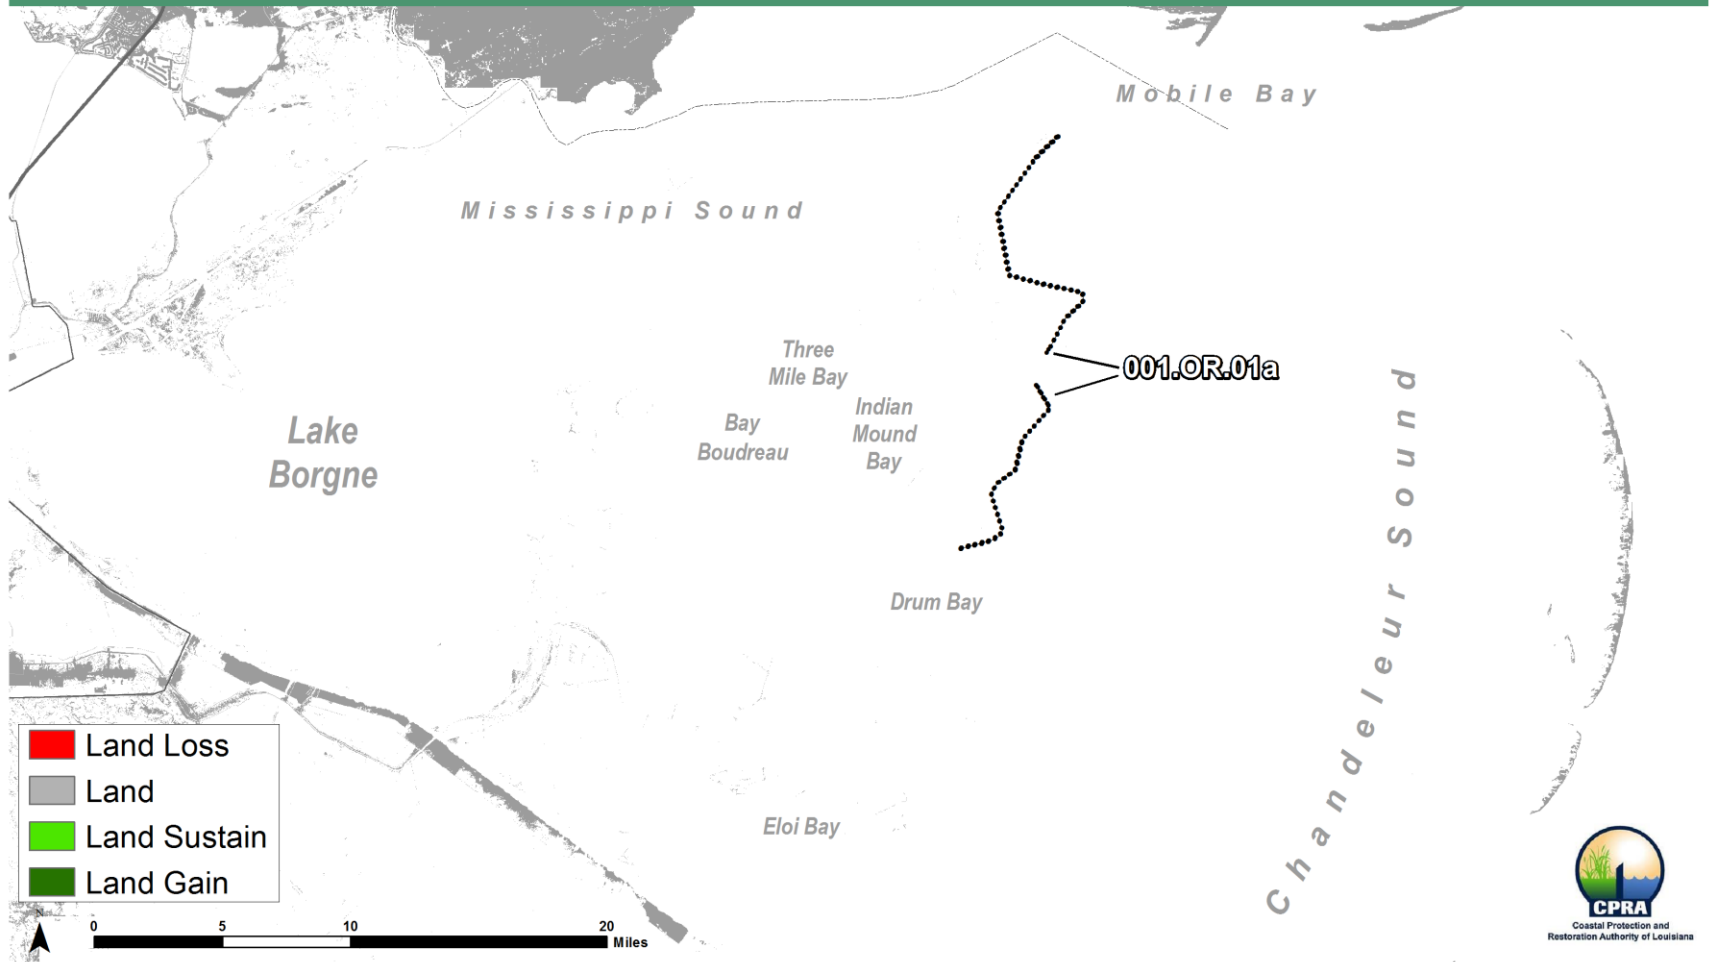 Mobile Bay
Mississippi Sound
Three
Mile Bay
001.OR.01a
Indian
Mound
Bay
Bay
Boudreau
Lake
Borgne
Chandeleur Sound
Drum Bay
Eloi Bay
Land Loss
Land
Land Sustain
Land Gain
N
0 5 10 20
Miles
CPRA
Coastal Protection and
Restoration Authority of Louisiana